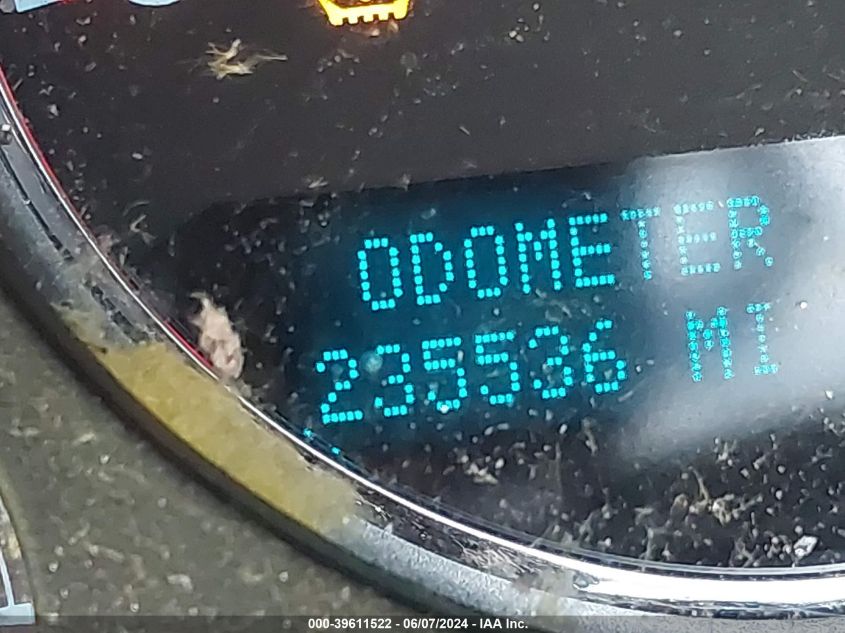 ODOMETER
235536 MI
000-39611522 - 06/07/2024 - IAA Inc.